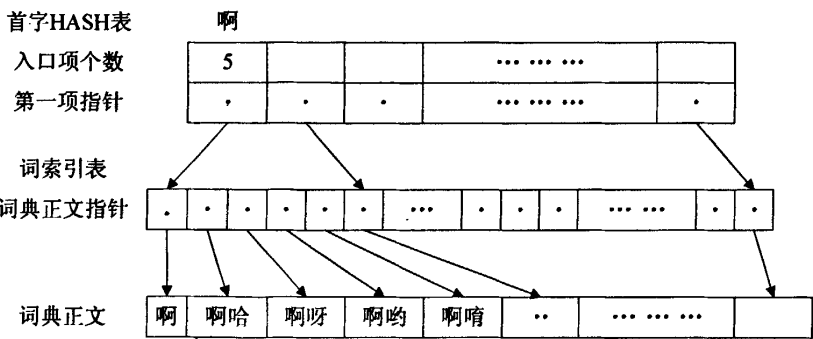 首字HASH表 啊
入口项个数 5 … … …
第一项指针 · · · … … … ·
词索引表
词典正文指针 · · · · · · … · · · … … · ·
词典正文 啊 啊哈 啊呀 啊哟 啊唷 ·· … … …